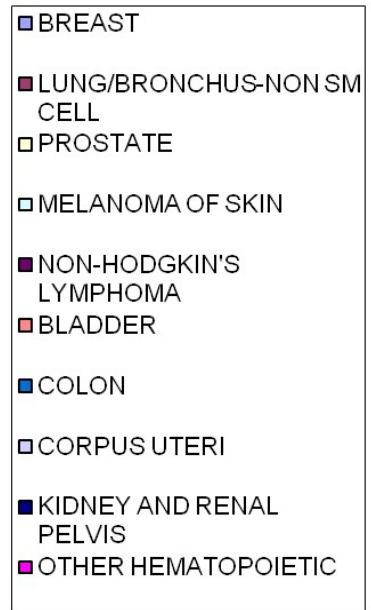 BREAST
LUNG/BRONCHUS-NON SM
CELL
PROSTATE
MELANOMA OF SKIN
NON-HODGKIN'S
LYMPHOMA
BLADDER
COLON
CORPUS UTERI
KIDNEY AND RENAL
PELVIS
OTHER HEMATOPOIETIC